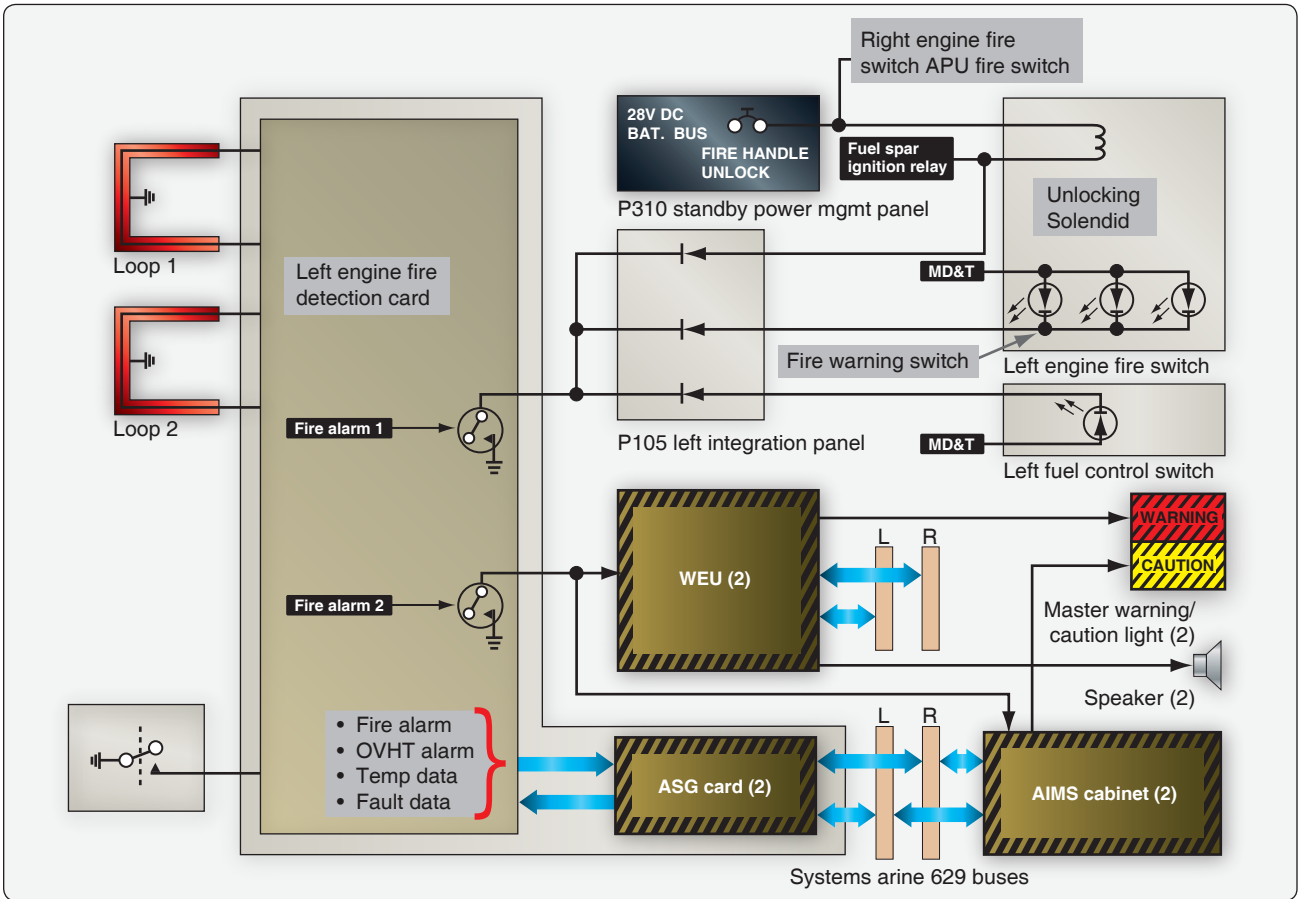 Right engine fire
switch APU fire switch
28V DC
BAT. BUS
FIRE HANDLE
UNLOCK
Fuel spar
ignition relay
P310 standby power mgmt panel
Unlocking
Solendid
Loop 1
Left engine fire
detection card
MD&T
Fire warning switch
Left engine fire switch
Loop 2
Fire alarm 1
P105 left integration panel
MD&T
Left fuel control switch
WEU (2)
L
R
WARNING
CAUTION
Fire alarm 2
Master warning/
caution light (2)
Speaker (2)
• Fire alarm
• OVHT alarm
• Temp data
• Fault data
ASG card (2)
L
R
AIMS cabinet (2)
Systems arine 629 buses